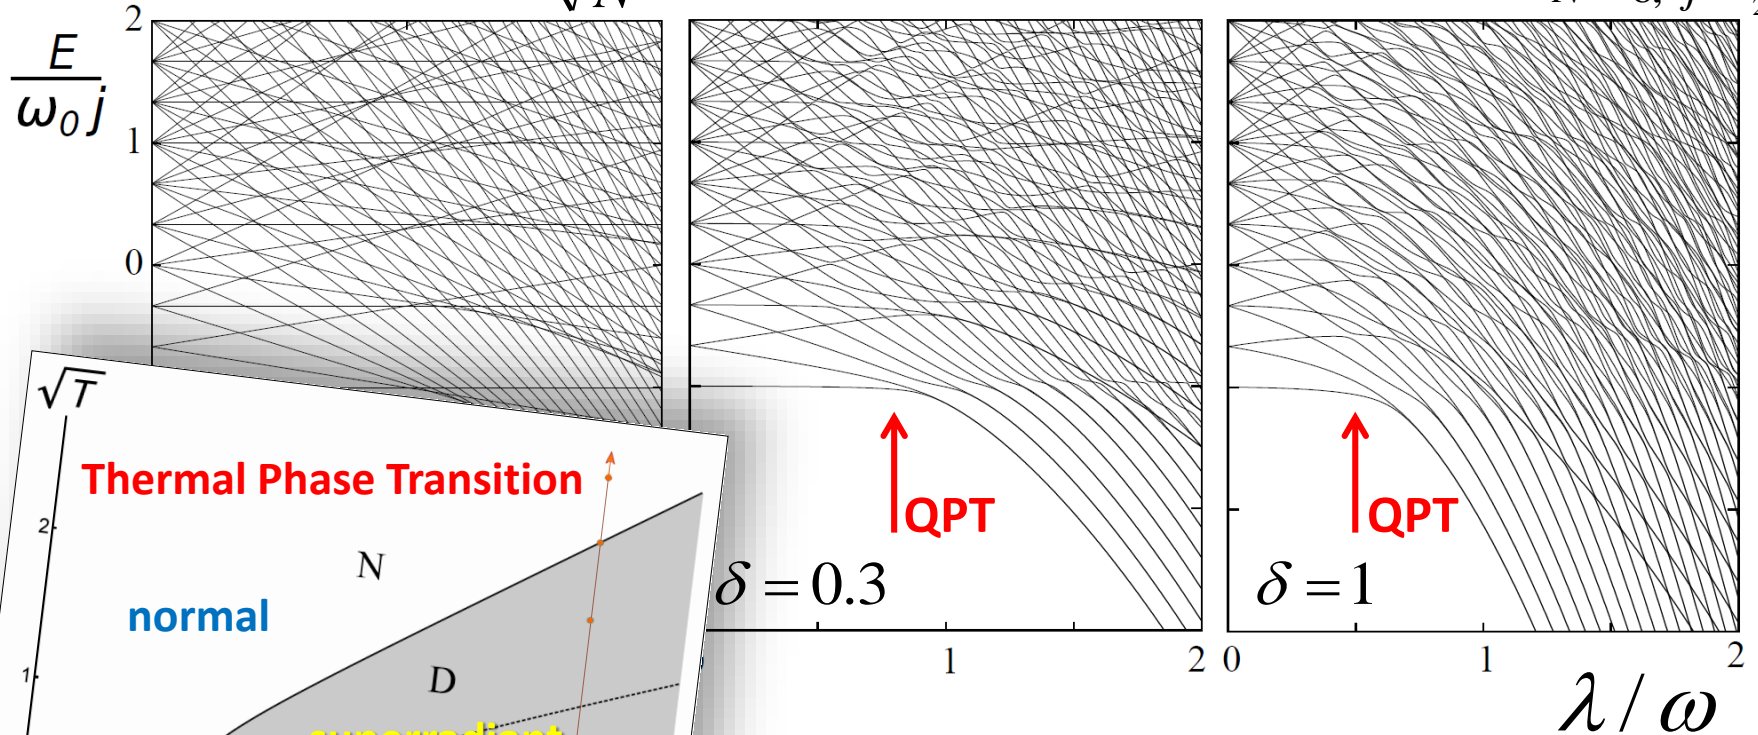 √N
2
E
ω₀ j
1
0
QPT
QPT
δ = 0.3
δ = 1
1
2
0
1
2
λ / ω
√T
Thermal Phase Transition
2
N
normal
1
D
superradiant